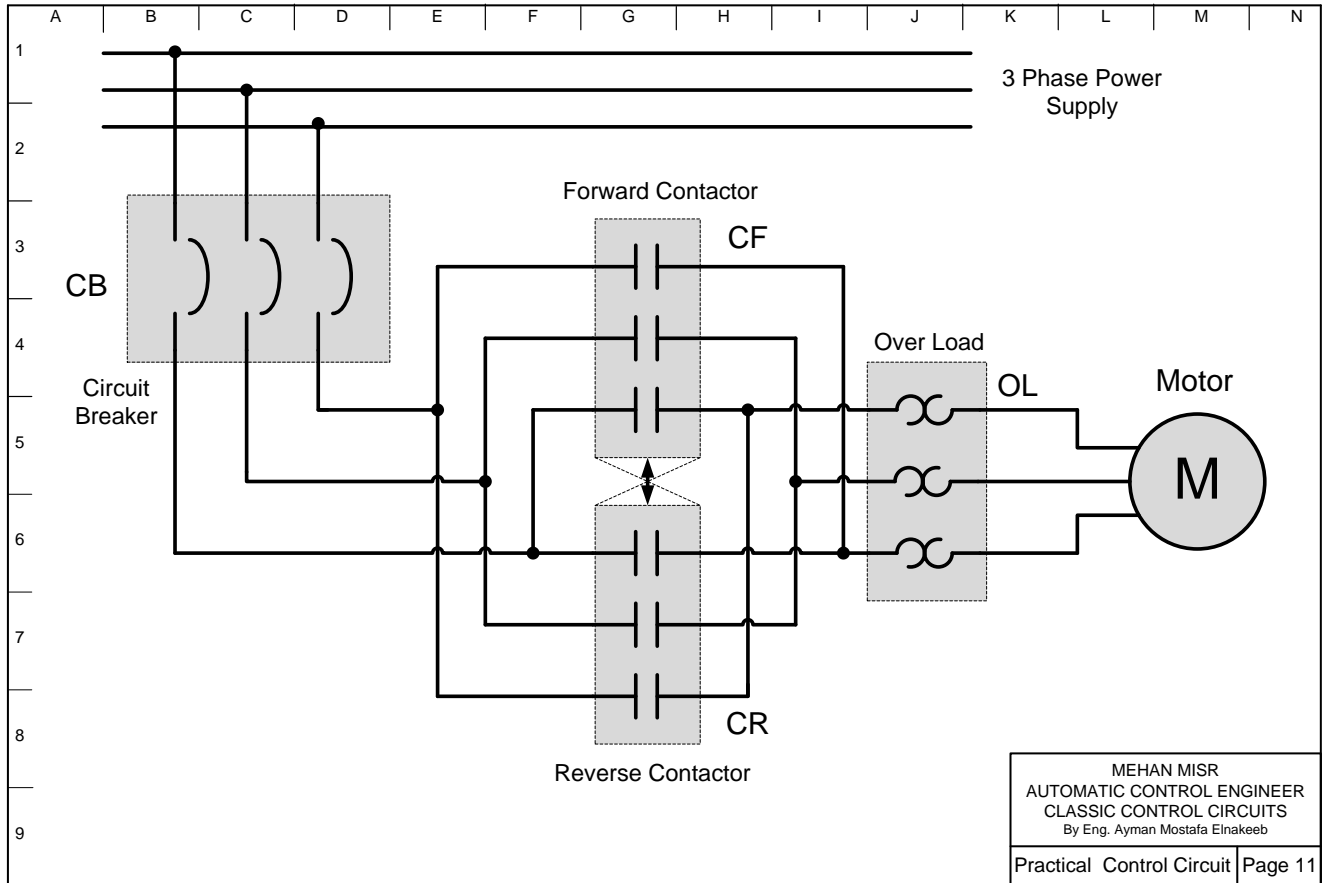 A B C D E F G H I J K L M N
1
3 Phase Power
Supply
2
Forward Contactor
3
CF
CB
4
Over Load
Circuit
Breaker
OL
Motor
5
M
6
7
CR
8
Reverse Contactor
9
MEHAN MISR
AUTOMATIC CONTROL ENGINEER
CLASSIC CONTROL CIRCUITS
By Eng. Ayman Mostafa Elnakeeb
Practical Control Circuit Page 11